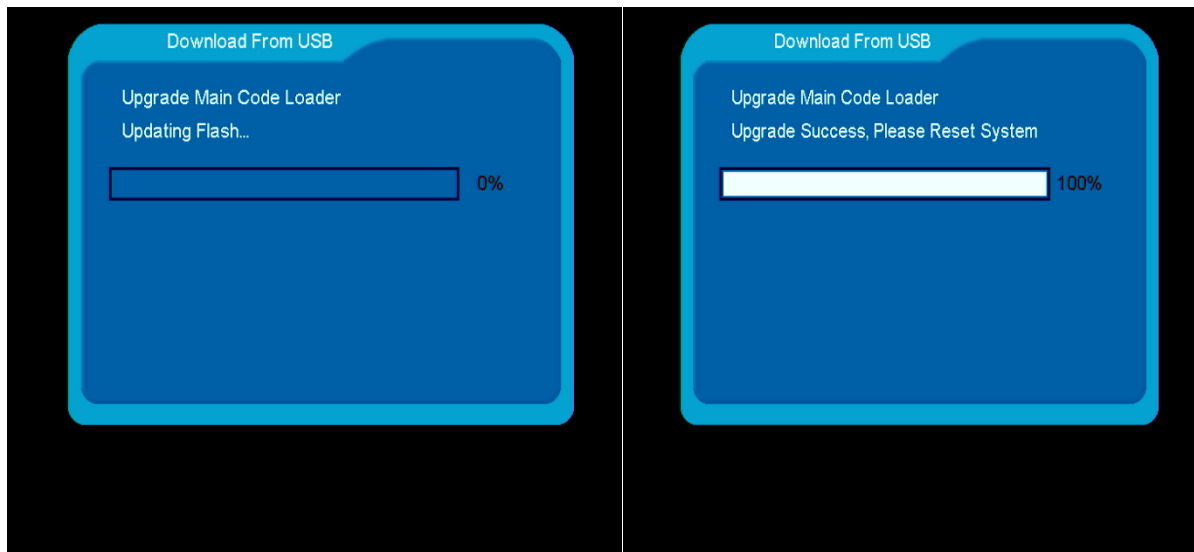 Download From USB
Upgrade Main Code Loader
Updating Flash...
0%
Download From USB
Upgrade Main Code Loader
Upgrade Success, Please Reset System
100%